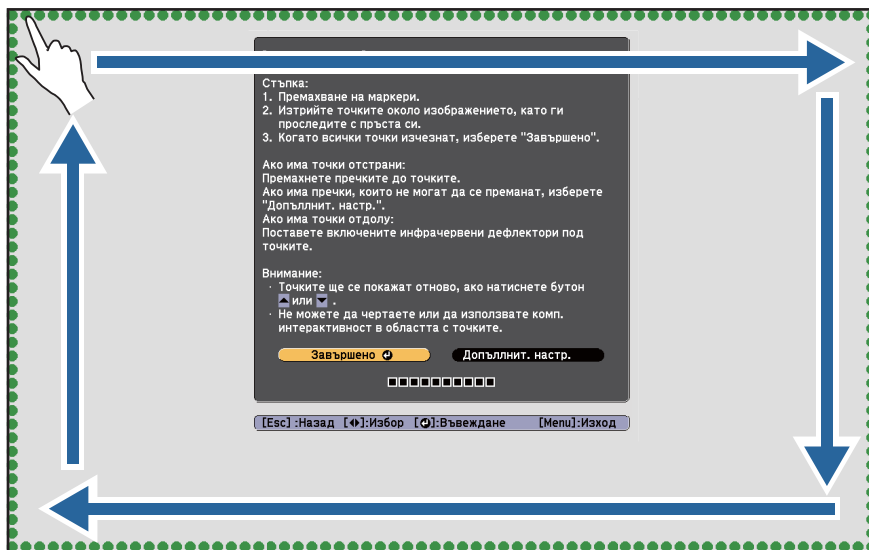 Стъпка:
1. Премахване на маркери.
2. Изтрийте точките около изображението, като ги
проследите с пръста си.
3. Когато всички точки изчезнат, изберете "Завършено".
Ако има точки отстрани:
Премахнете пречките до точките.
Ако има пречки, които не могат да се преманат, изберете
"Допъллнит. настр.".
Ако има точки отдолу:
Поставете включените инфрачервени дефлектори под
точките.
Внимание:
· Точките ще се покажат отново, ако натиснете бутон
▲ или ▼ .
· Не можете да чертаете или да използвате комп.
интерактивност в областта с точките.
Завършено Допъллнит. настр.
[Esc] :Назад [◀▶]:Избор [⏎]:Въвеждане [Menu]:Изход